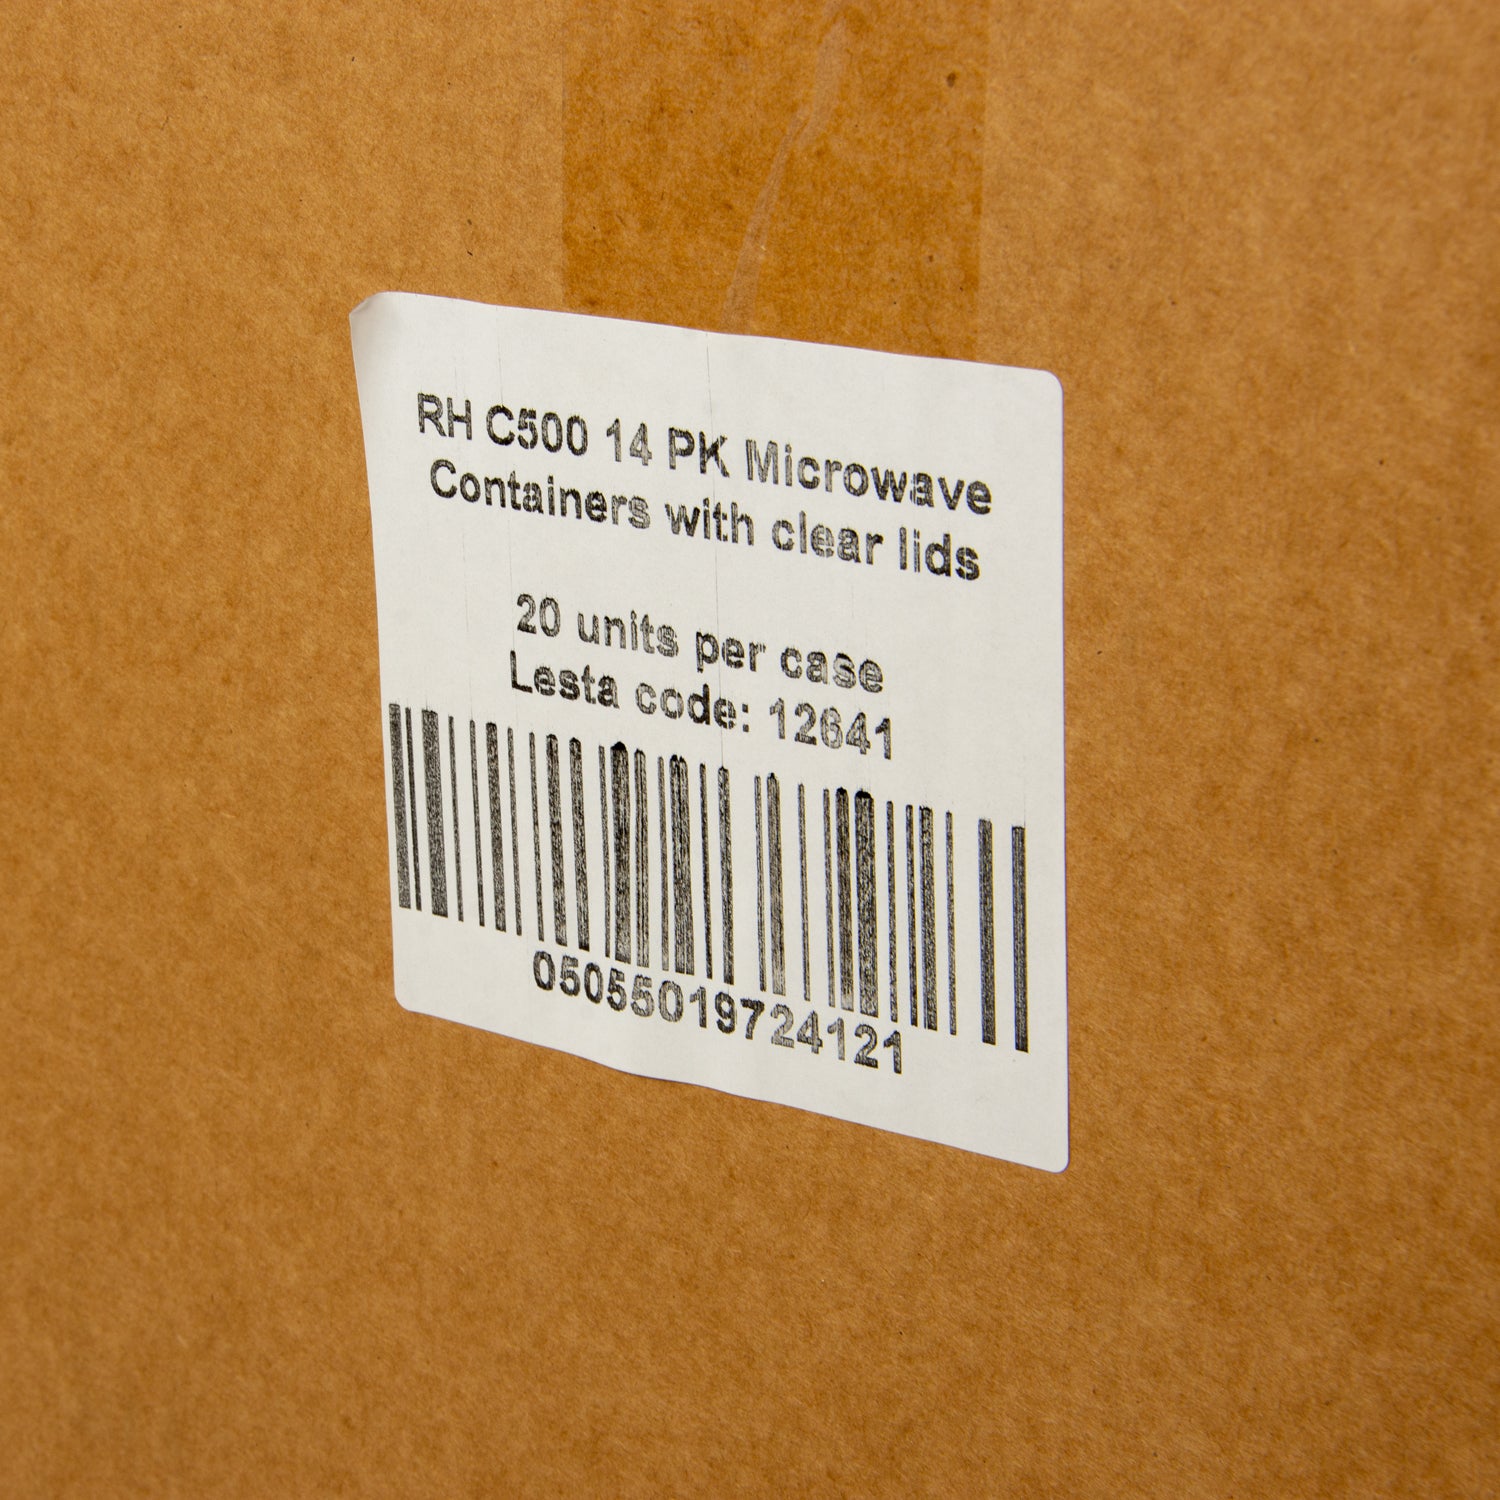 RH C500 14 PK Microwave
Containers with clear lids
20 units per case
Lesta code: 12641
05055019724121